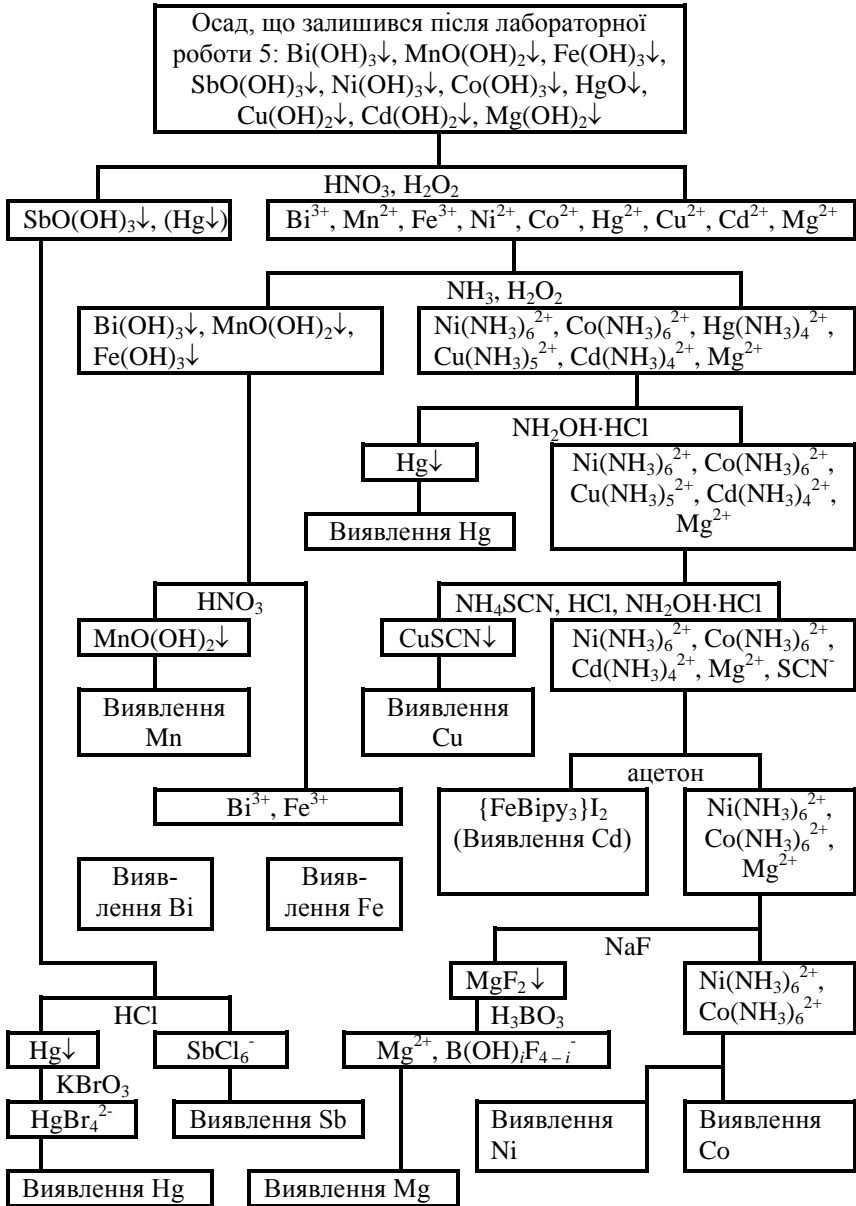 Осад, що залишився після лабораторної
роботи 5: Bi(OH)₃↓, MnO(OH)₂↓, Fe(OH)₃↓,
SbO(OH)₃↓, Ni(OH)₃↓, Co(OH)₃↓, HgO↓,
Cu(OH)₂↓, Cd(OH)₂↓, Mg(OH)₂↓
HNO₃, H₂O₂
SbO(OH)₃↓, (Hg↓)
Bi³⁺, Mn²⁺, Fe³⁺, Ni²⁺, Co²⁺, Hg²⁺, Cu²⁺, Cd²⁺, Mg²⁺
NH₃, H₂O₂
Bi(OH)₃↓, MnO(OH)₂↓,
Fe(OH)₃↓
Ni(NH₃)₆²⁺, Co(NH₃)₆²⁺, Hg(NH₃)₄²⁺,
Cu(NH₃)₅²⁺, Cd(NH₃)₄²⁺, Mg²⁺
NH₂OH·HCl
Hg↓
Виявлення Hg
Ni(NH₃)₆²⁺, Co(NH₃)₆²⁺,
Cu(NH₃)₅²⁺, Cd(NH₃)₄²⁺,
Mg²⁺
HNO₃
MnO(OH)₂↓
Виявлення
Mn
NH₄SCN, HCl, NH₂OH·HCl
CuSCN↓
Виявлення
Cu
Ni(NH₃)₆²⁺, Co(NH₃)₆²⁺,
Cd(NH₃)₄²⁺, Mg²⁺, SCN⁻
ацетон
Bi³⁺, Fe³⁺
{FeBipy₃}I₂
(Виявлення Cd)
Ni(NH₃)₆²⁺,
Co(NH₃)₆²⁺,
Mg²⁺
Вияв-
лення Bi
Вияв-
лення Fe
NaF
MgF₂↓
Ni(NH₃)₆²⁺,
Co(NH₃)₆²⁺
HCl
H₃BO₃
Hg↓
SbCl₆⁻
Mg²⁺, B(OH)ᵢF₄₋ᵢ⁻
KBrO₃
HgBr₄²⁻
Виявлення Sb
Виявлення
Ni
Виявлення
Co
Виявлення Hg
Виявлення Mg